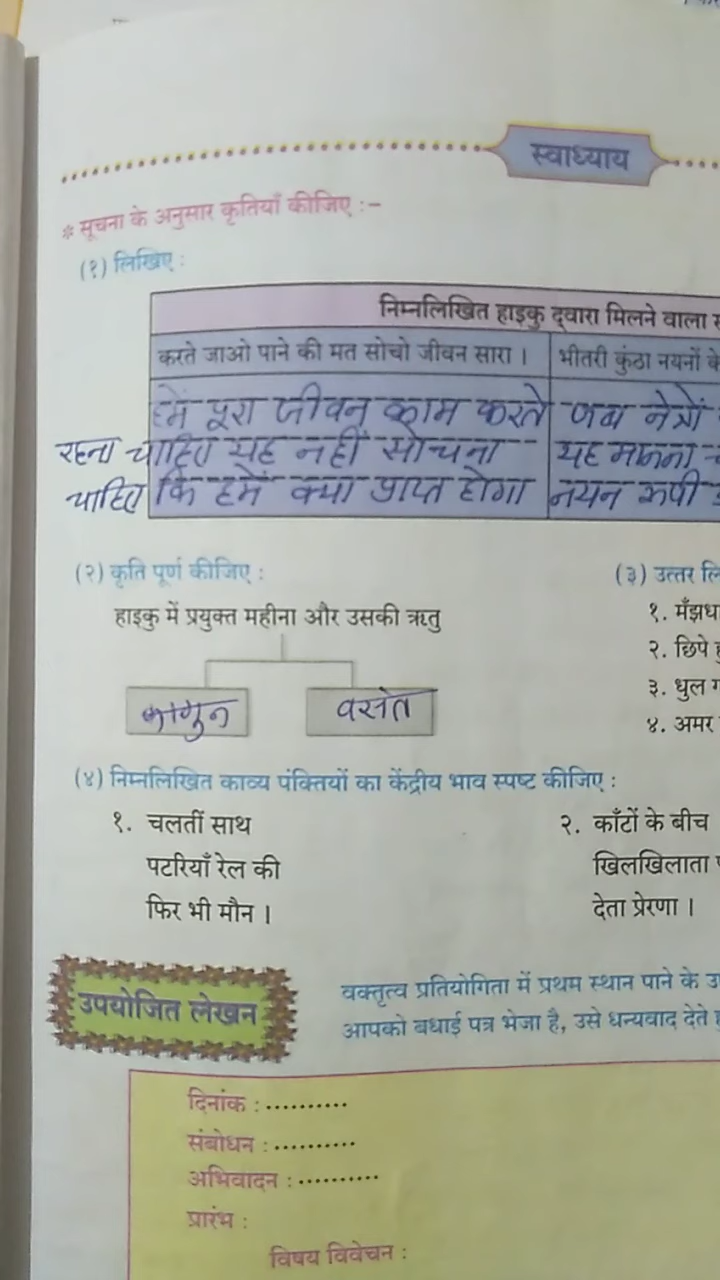 स्वाध्याय
* सूचना के अनुसार कृतियाँ कीजिए :-
(१) लिखिए :
निम्नलिखित हाइकु द्‍वारा मिलने वाला
करते जाओ पाने की मत सोचो जीवन सारा ।
भीतरी कुंठा नयनों के
हमें पूरा जीवन काम करते
रहना चाहिए यह नहीं सोचना
चाहिए कि हमें क्या प्राप्त होगा
जब नेत्रों
यह मानना
नयन रूपी
(२) कृति पूर्ण कीजिए :
हाइकु में प्रयुक्त महीना और उसकी ऋतु
फागुन
वसंत
(३) उत्तर
१. मँझधा
२. छिपे
३. धुल
४. अमर
(४) निम्नलिखित काव्य पंक्तियों का केंद्रीय भाव स्पष्ट कीजिए :
१. चलतीं साथ
पटरियाँ रेल की
फिर भी मौन ।
२. काँटों के बीच
खिलखिलाता
देता प्रेरणा ।
उपयोजित लेखन
वक्तृत्व प्रतियोगिता में प्रथम स्थान पाने के
आपको बधाई पत्र भेजा है, उसे धन्यवाद देते
दिनांक : ..........
संबोधन : ..........
अभिवादन : ..........
प्रारंभ :
विषय विवेचन :